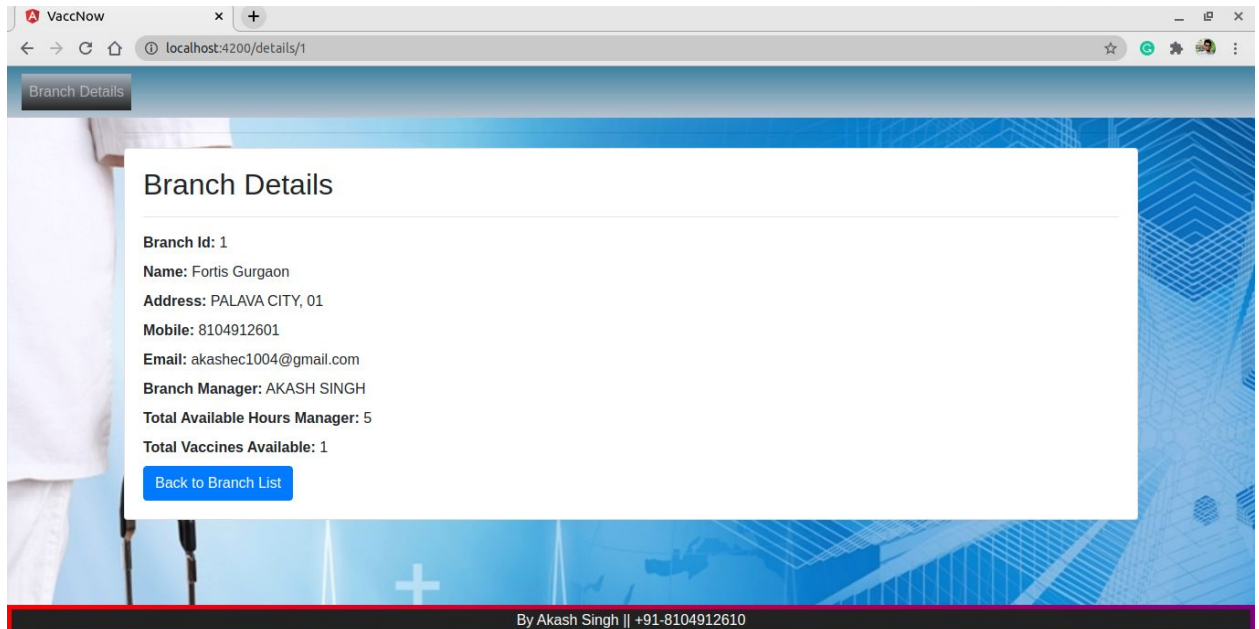 VaccNow
localhost:4200/details/1
Branch Details
Branch Details
Branch Id: 1
Name: Fortis Gurgaon
Address: PALAVA CITY, 01
Mobile: 8104912601
Email: akashec1004@gmail.com
Branch Manager: AKASH SINGH
Total Available Hours Manager: 5
Total Vaccines Available: 1
Back to Branch List
By Akash Singh || +91-8104912610